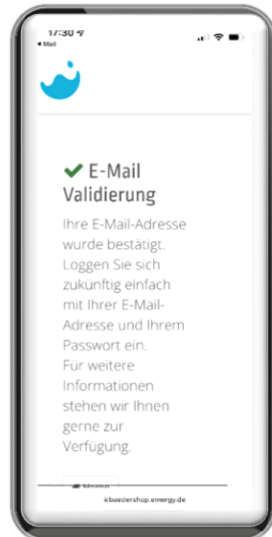 17:30
Mail
E-Mail
Validierung
Ihre E-Mail-Adresse
wurde bestätigt.
Loggen Sie sich
zukünftig einfach
mit Ihrer E-Mail-
Adresse und Ihrem
Passwort ein.
Für weitere
Informationen
stehen wir Ihnen
gerne zur
Verfügung.
baedershop.emergy.de